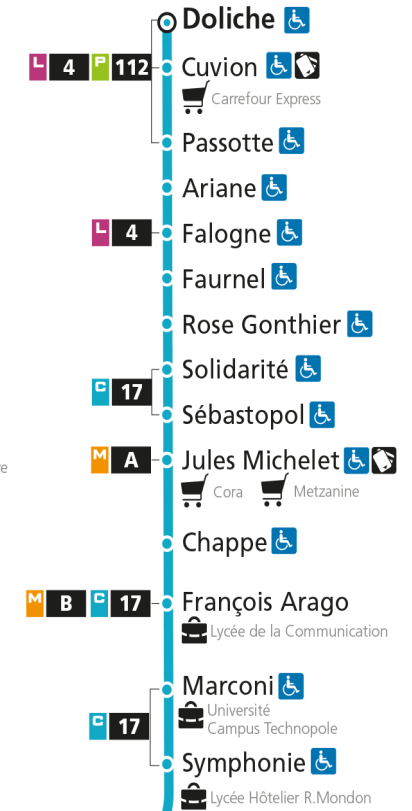 Doliche
L 4 P 112 Cuvion
Carrefour Express
Passotte
Ariane
L 4 Falogne
Faurnel
Rose Gonthier
Solidarité
C 17
Sébastopol
M A Jules Michelet
re
Cora Metzanine
Chappe
M B C 17 François Arago
Lycée de la Communication
Marconi
Université
C 17 Campus Technopole
Symphonie
Lycée Hôtelier R.Mondon